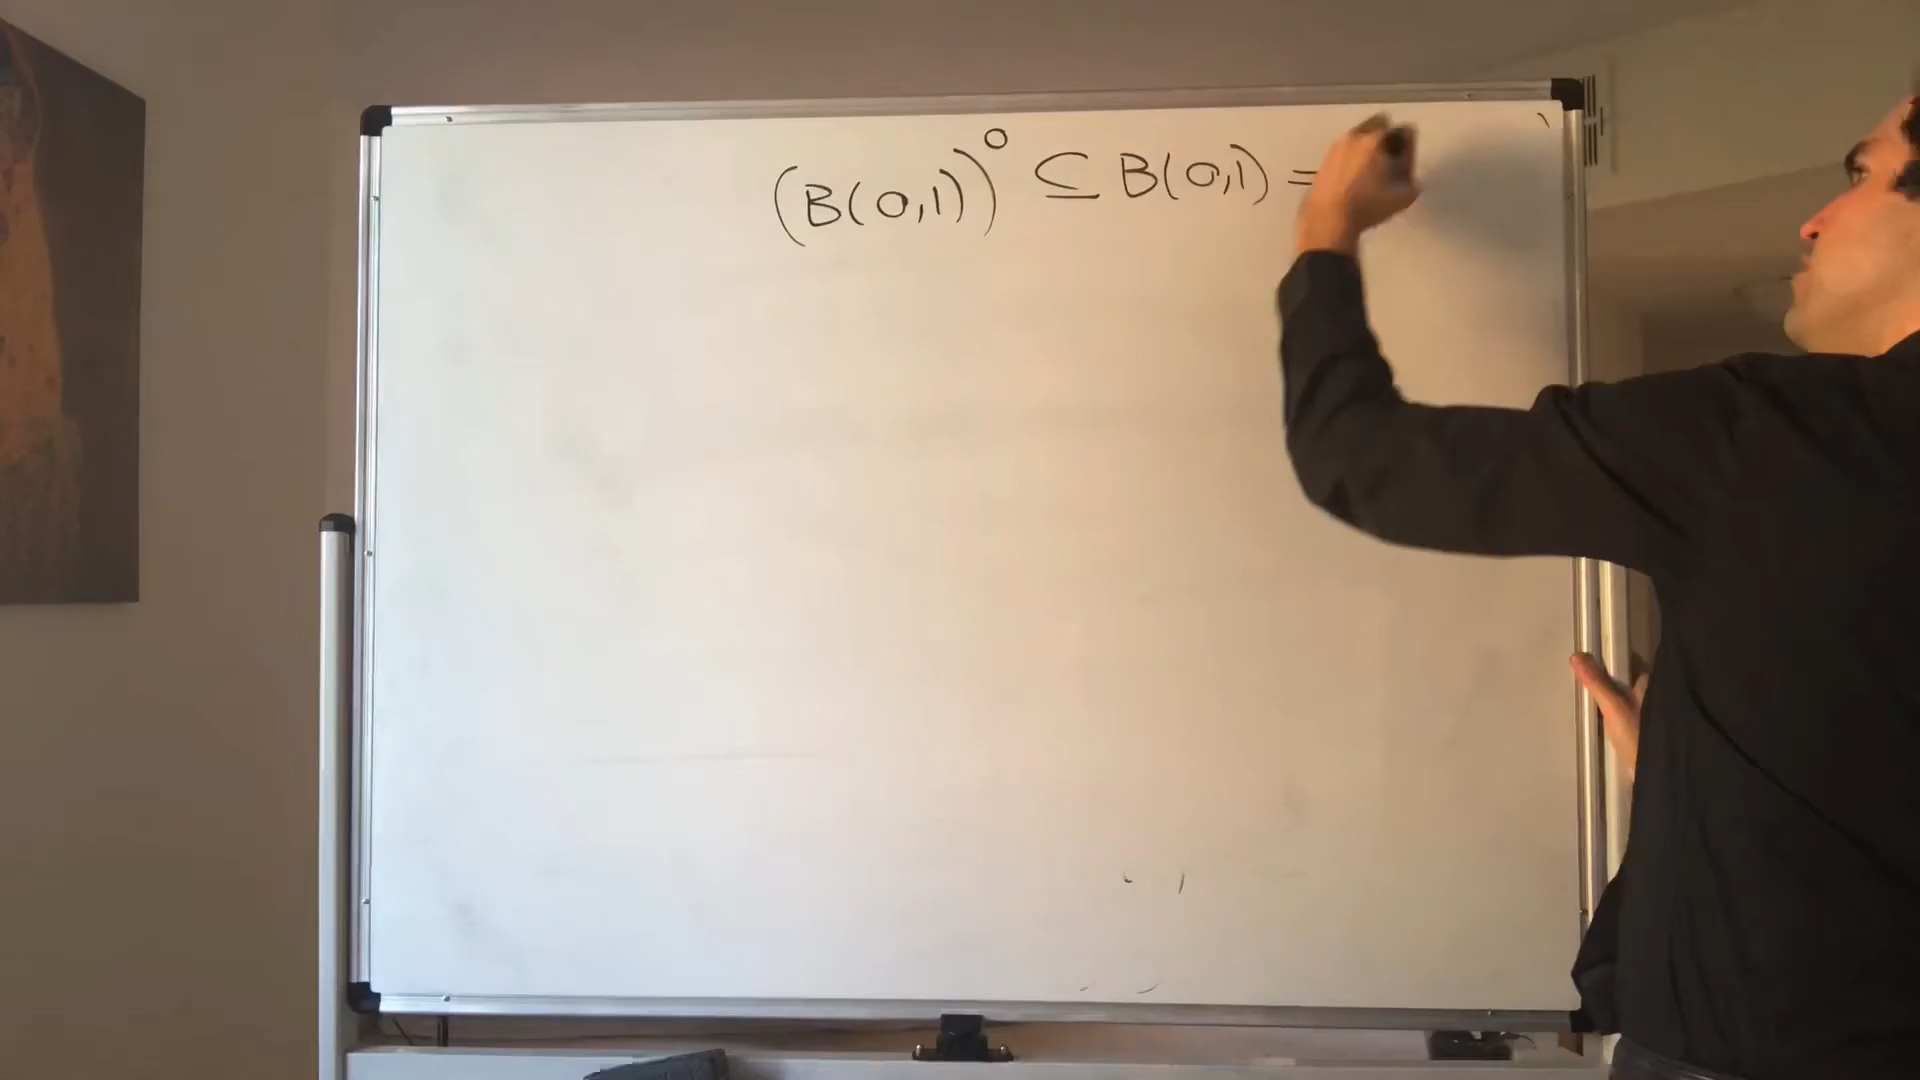 (B(0,1))° ⊆ B(0,1) =